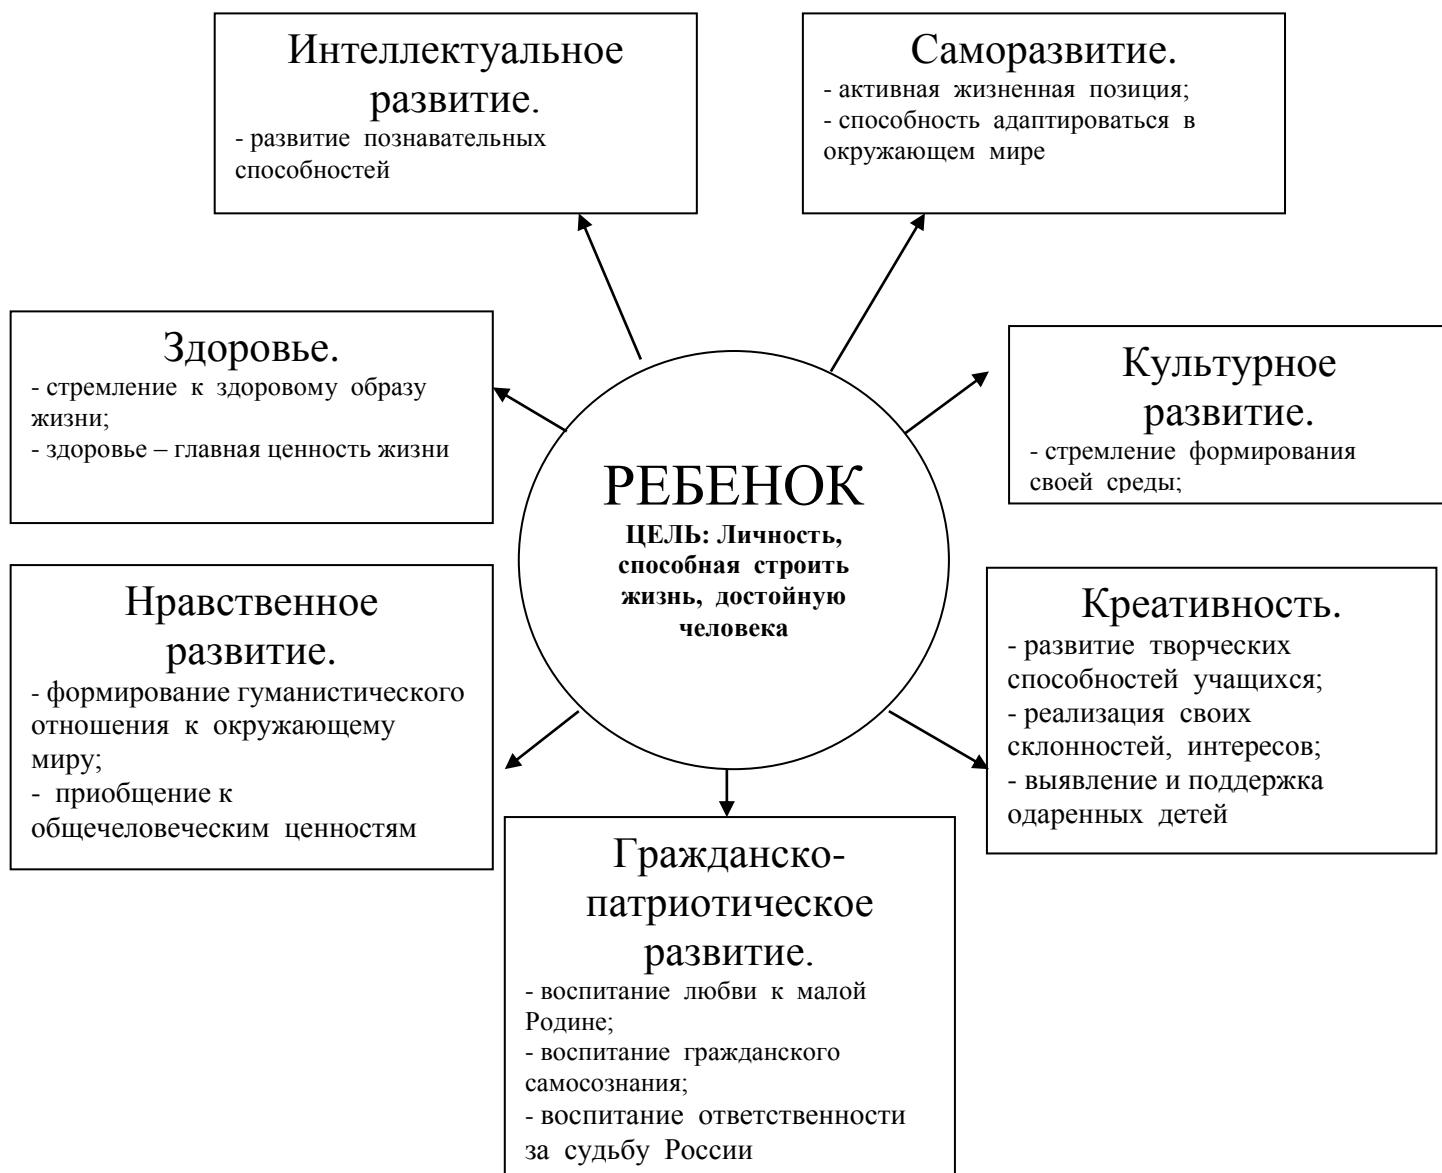 Интеллектуальное
развитие.
- развитие познавательных
способностей
Саморазвитие.
- активная жизненная позиция;
- способность адаптироваться в
окружающем мире
Здоровье.
- стремление к здоровому образу
жизни;
- здоровье – главная ценность жизни
Культурное
развитие.
- стремление формирования
своей среды;
РЕБЕНОК
ЦЕЛЬ: Личность,
способная строить
жизнь, достойную
человека
Нравственное
развитие.
- формирование гуманистического
отношения к окружающему
миру;
- приобщение к
общечеловеческим ценностям
Креативность.
- развитие творческих
способностей учащихся;
- реализация своих
склонностей, интересов;
- выявление и поддержка
одаренных детей
Гражданско-
патриотическое
развитие.
- воспитание любви к малой
Родине;
- воспитание гражданского
самосознания;
- воспитание ответственности
за судьбу России